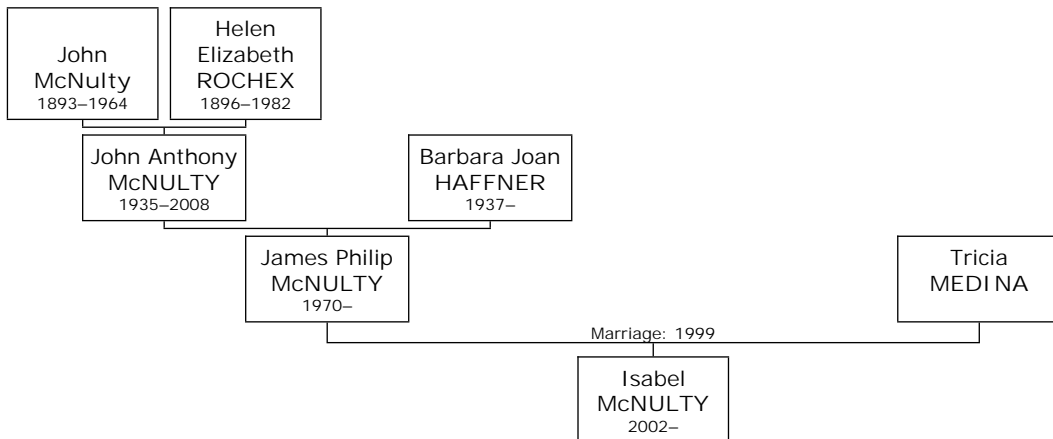 John
McNulty
1893–1964
Helen
Elizabeth
ROCHEX
1896–1982
John Anthony
McNULTY
1935–2008
Barbara Joan
HAFFNER
1937–
James Philip
McNULTY
1970–
Tricia
MEDINA
Marriage: 1999
Isabel
McNULTY
2002–